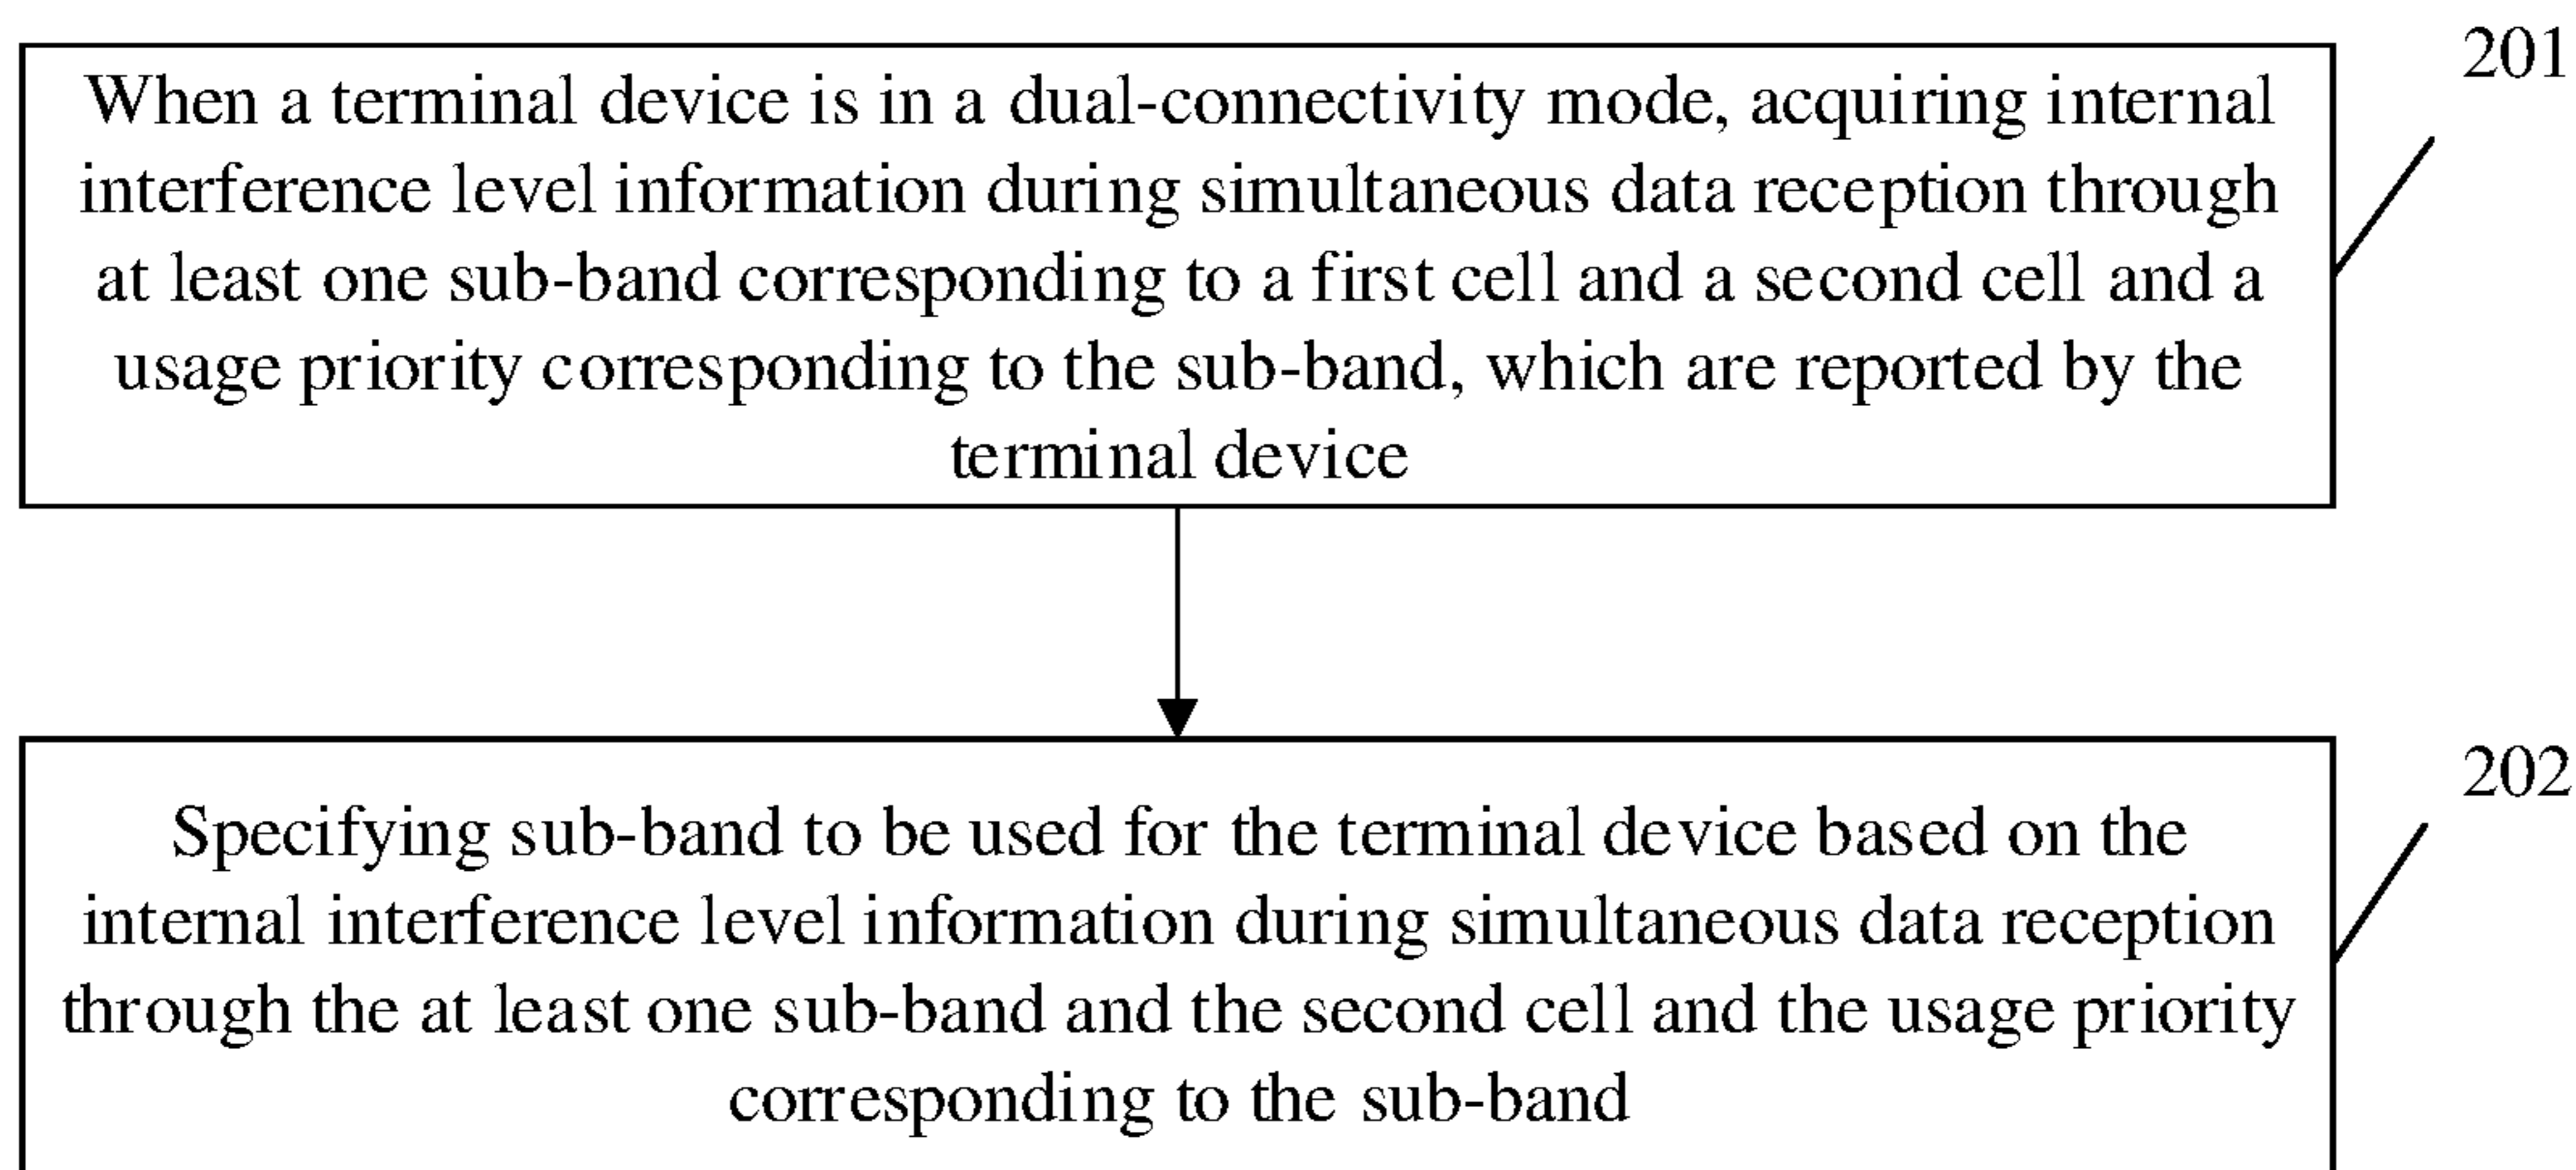 When a terminal device is in a dual-connectivity mode, acquiring internal
interference level information during simultaneous data reception through
at least one sub-band corresponding to a first cell and a second cell and a
usage priority corresponding to the sub-band, which are reported by the
terminal device
201
Specifying sub-band to be used for the terminal device based on the
internal interference level information during simultaneous data reception
through the at least one sub-band and the second cell and the usage priority
corresponding to the sub-band
202